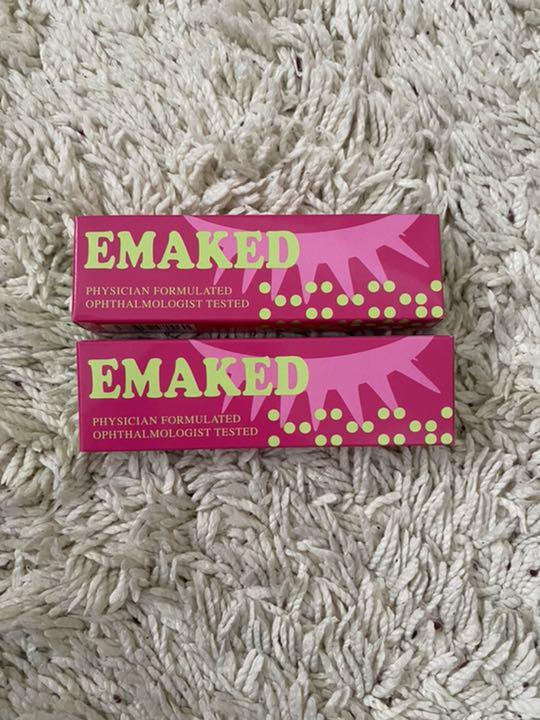 EMAKED
PHYSICIAN FORMULATED
OPHTHALMOLOGIST TESTED
EMAKED
PHYSICIAN FORMULATED
OPHTHALMOLOGIST TESTED